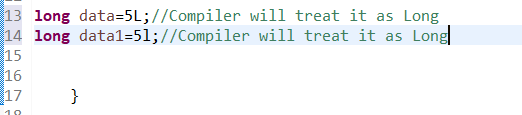 13 long data=5L;//Compiler will treat it as Long
14 long data1=5l;//Compiler will treat it as Long
15
16
17 }